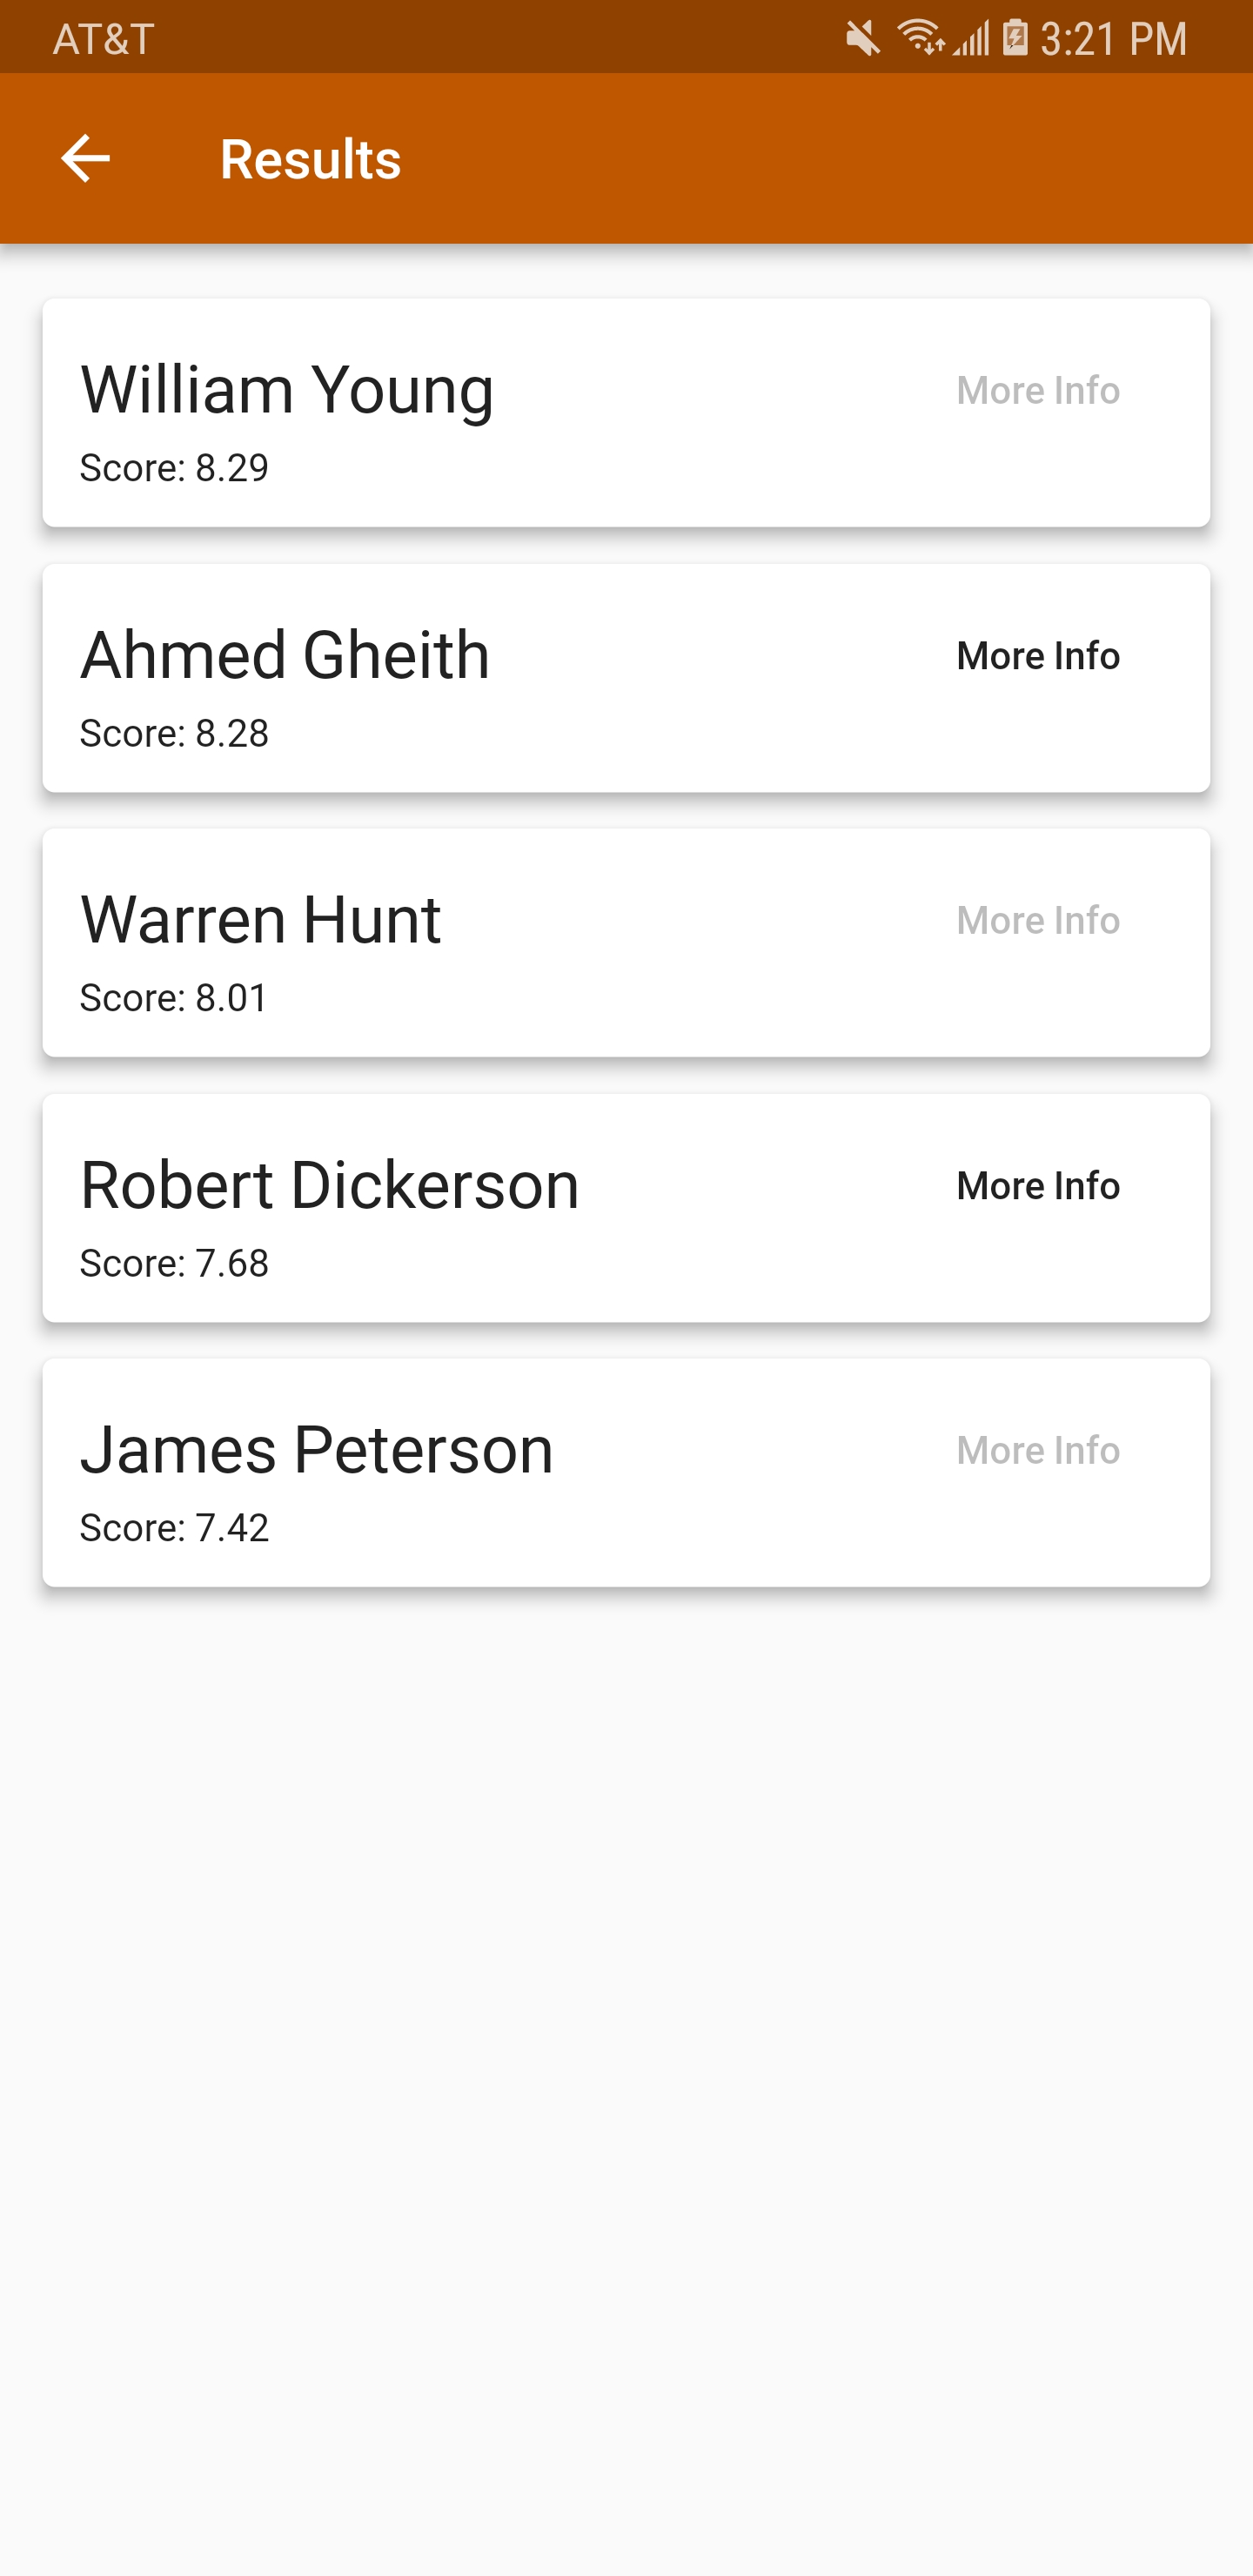 AT&T 3:21 PM
Results
William Young More Info
Score: 8.29
Ahmed Gheith More Info
Score: 8.28
Warren Hunt More Info
Score: 8.01
Robert Dickerson More Info
Score: 7.68
James Peterson More Info
Score: 7.42